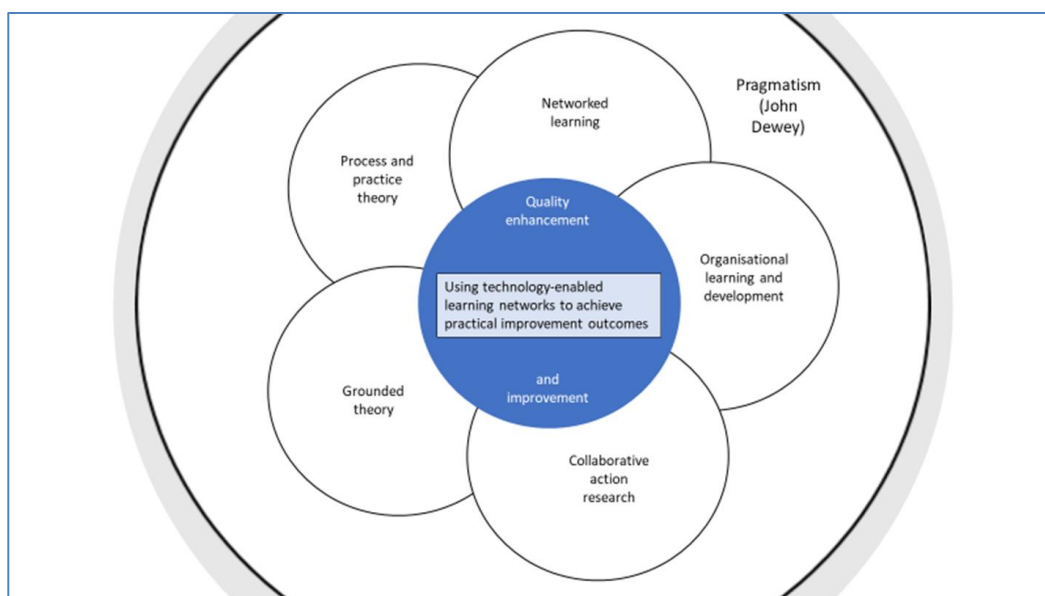 Networked
learning
Pragmatism
(John
Dewey)
Process and
practice
theory
Quality
enhancement
Organisational
learning and
development
Using technology-enabled
learning networks to achieve
practical improvement outcomes
and
improvement
Grounded
theory
Collaborative
action
research